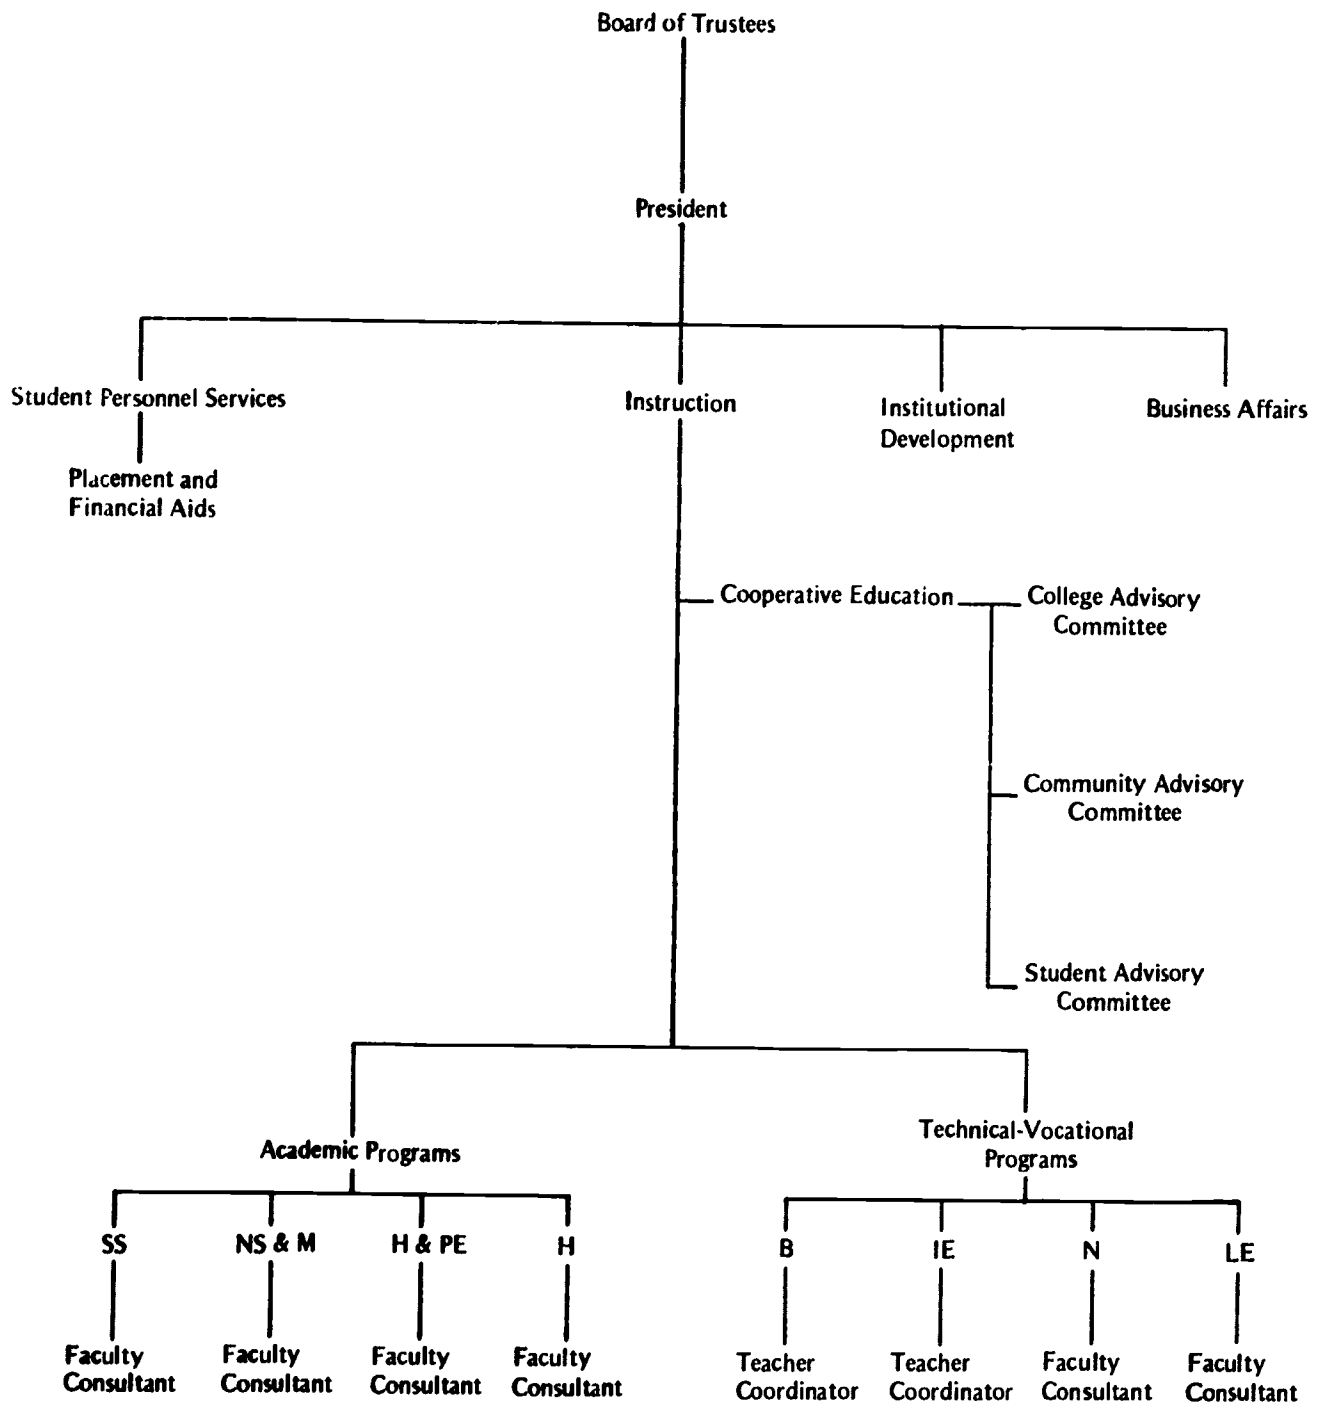 Board of Trustees
President
Student Personnel Services
Instruction
Institutional
Development
Business Affairs
Placement and
Financial Aids
Cooperative Education
College Advisory
Committee
Community Advisory
Committee
Student Advisory
Committee
Academic Programs
Technical-Vocational
Programs
SS
NS & M
H & PE
H
B
IE
N
LE
Faculty
Consultant
Faculty
Consultant
Faculty
Consultant
Faculty
Consultant
Teacher
Coordinator
Teacher
Coordinator
Faculty
Consultant
Faculty
Consultant